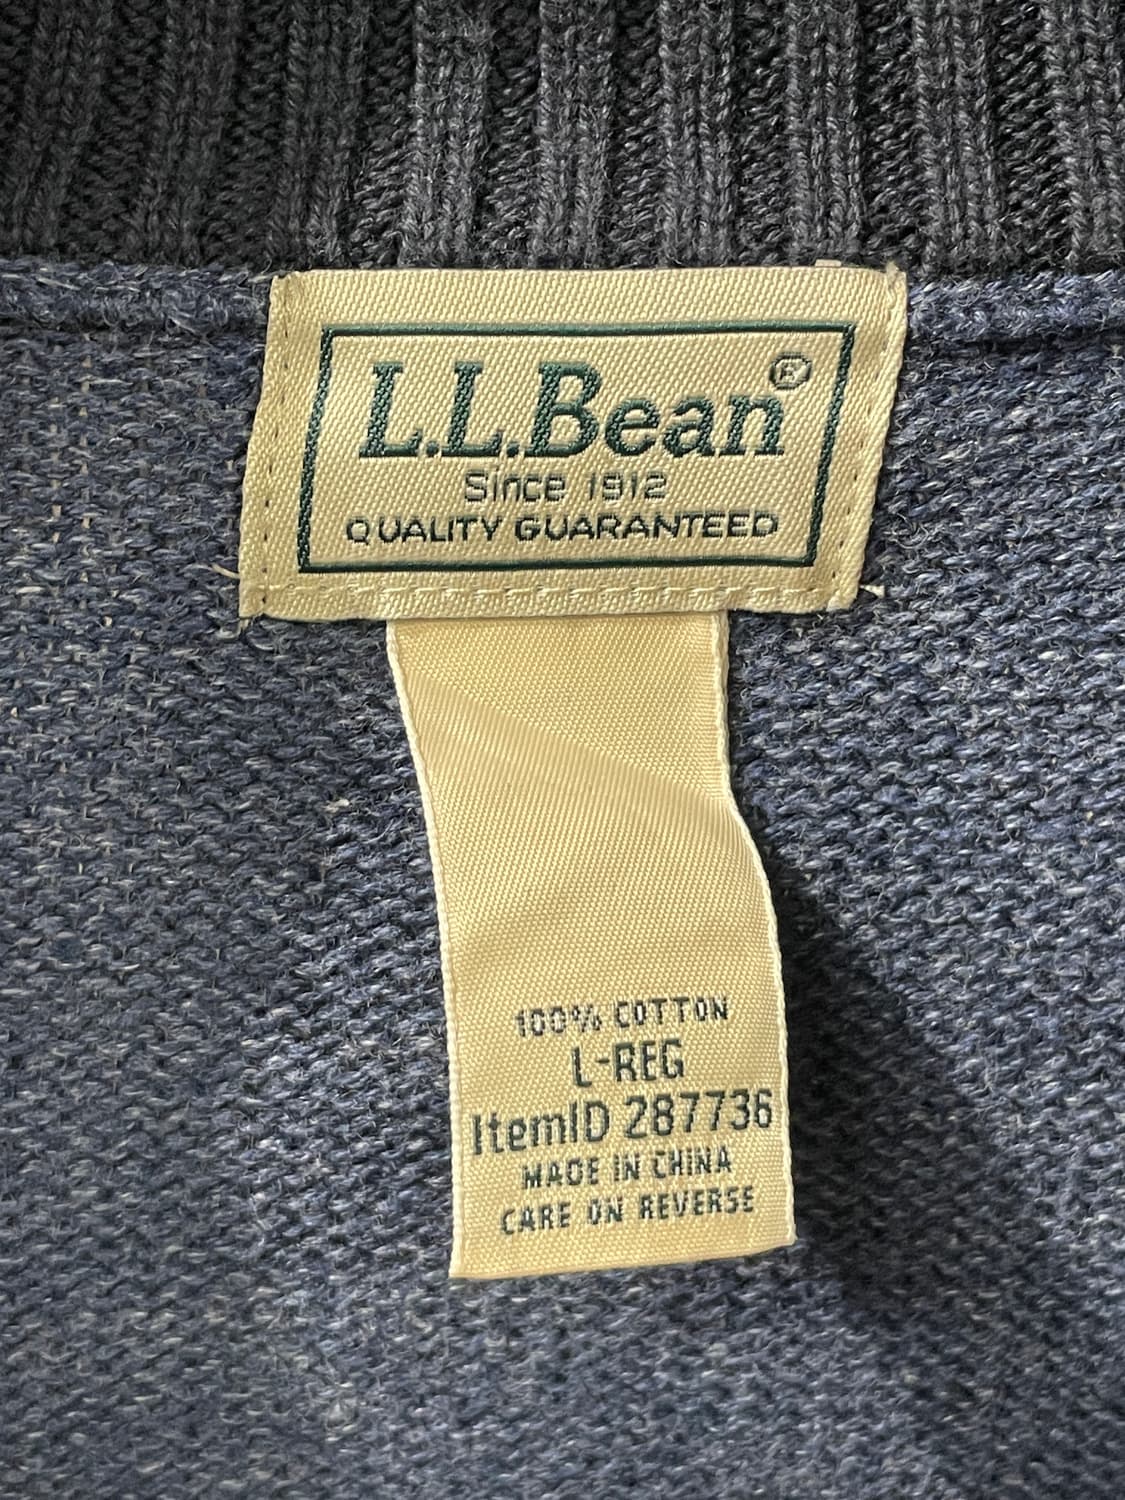 L.L.Bean®
Since 1912
QUALITY GUARANTEED
100% COTTON
L-REG
ItemID 287736
MADE IN CHINA
CARE ON REVERSE